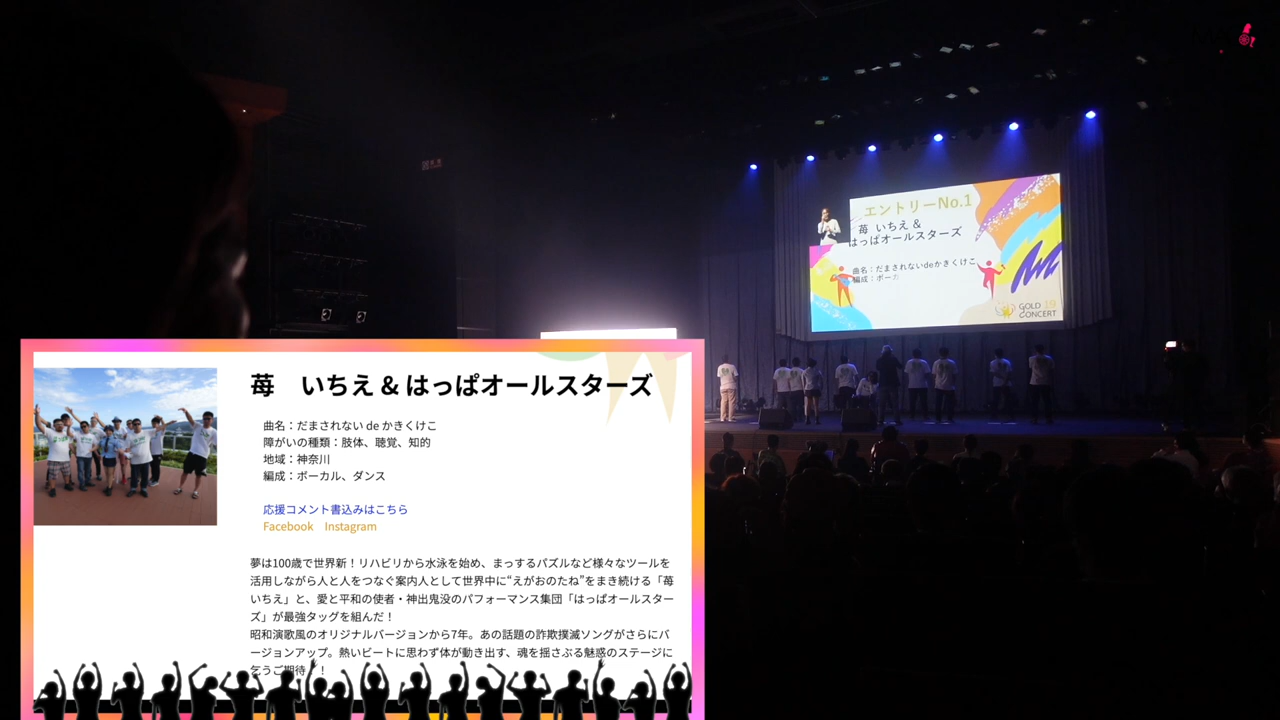 エントリーNo.1
苺 いちえ &
はっぱオールスターズ
曲名：だまされないdeかきくけこ
編成：ボーカ
GOLD 19
CONCERT
苺　いちえ & はっぱオールスターズ
曲名：だまされない de かきくけこ
障がいの種類：肢体、聴覚、知的
地域：神奈川
編成：ボーカル、ダンス
応援コメント書込みはこちら
Facebook Instagram
夢は100歳で世界新！リハビリから水泳を始め、まっするパズルなど様々なツールを
活用しながら人と人をつなぐ案内人として世界中に“えがおのたね”をまき続ける「苺
いちえ」と、愛と平和の使者・神出鬼没のパフォーマンス集団「はっぱオールスター
ズ」が最強タッグを組んだ！
昭和演歌風のオリジナルバージョンから7年。あの話題の詐欺撲滅ソングがさらにバ
ージョンアップ。熱いビートに思わず体が動き出す、魂を揺さぶる魅惑のステージに
乞うご期待！！